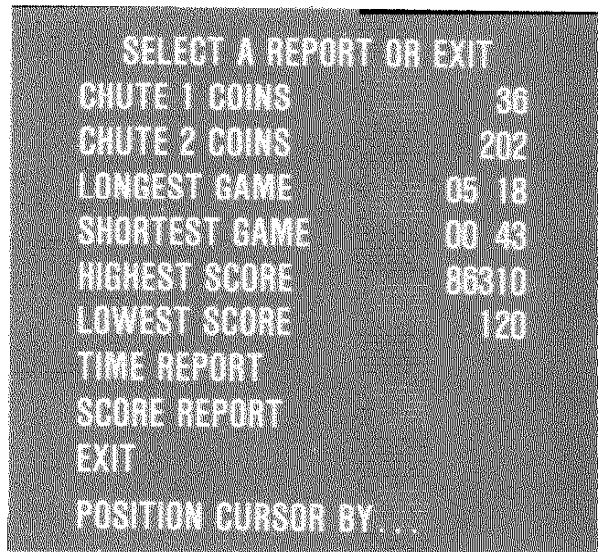 SELECT A REPORT OR EXIT
CHUTE 1 COINS 36
CHUTE 2 COINS 202
LONGEST GAME 05 18
SHORTEST GAME 00 43
HIGHEST SCORE 86310
LOWEST SCORE 120
TIME REPORT
SCORE REPORT
EXIT
POSITION CURSOR BY...